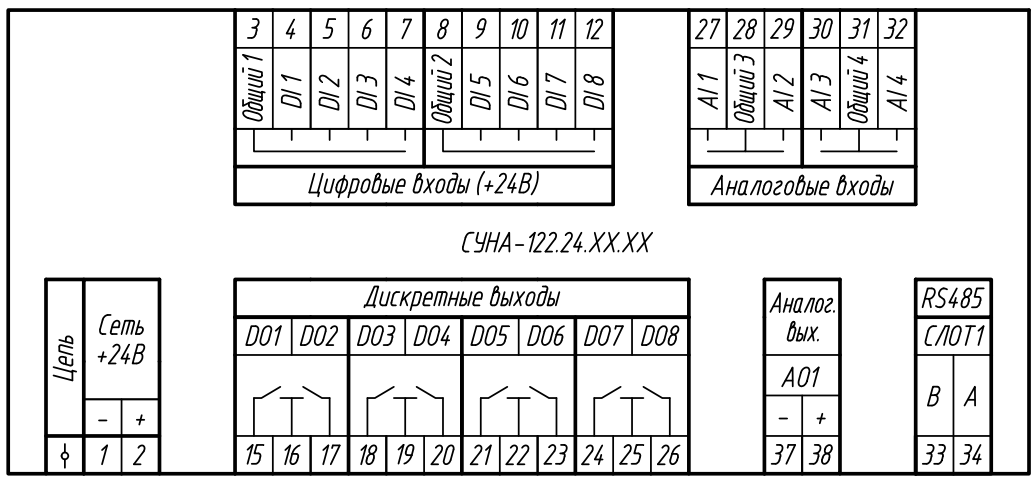 3 4 5 6 7 8 9 10 11 12
Общий 1 DI 1 DI 2 DI 3 DI 4 Общий 2 DI 5 DI 6 DI 7 DI 8
Цифровые входы (+24В)
27 28 29 30 31 32
AI 1 Общий 3 AI 2 AI 3 Общий 4 AI 4
Аналоговые входы
СУНА-122.24.XX.XX
Цепь
Сеть
+24В
- +
1 2
Дискретные выходы
DO1 DO2 DO3 DO4 DO5 DO6 DO7 DO8
15 16 17 18 19 20 21 22 23 24 25 26
Аналог.
вых.
AO1
- +
37 38
RS485
СЛОТ1
B A
33 34